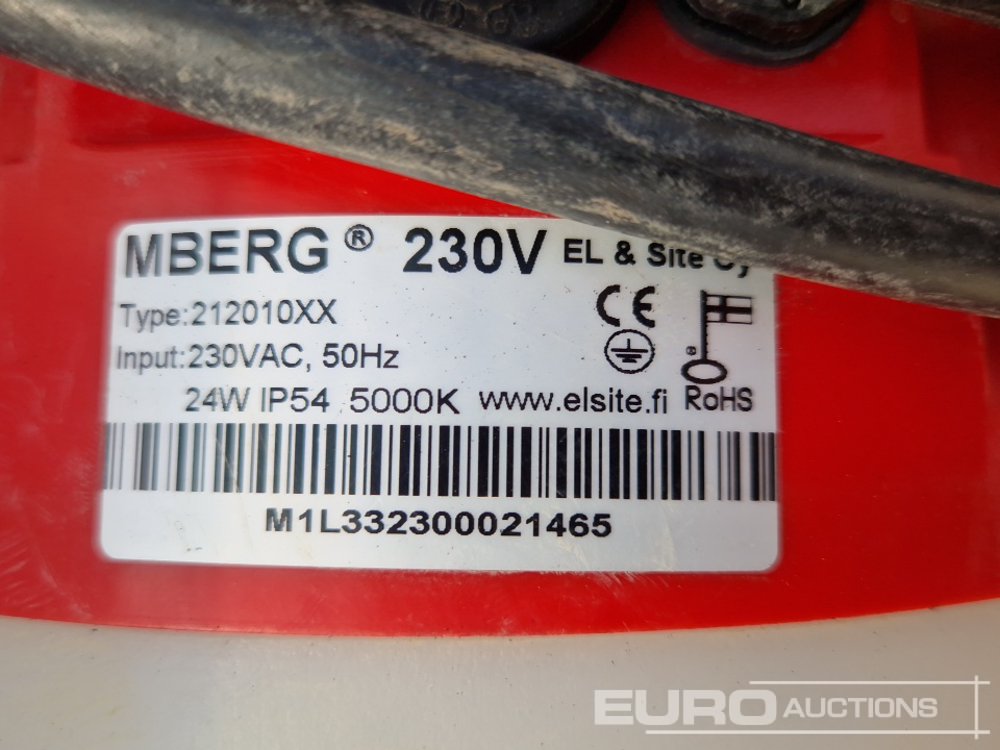 MBERG ® 230V EL & Site Oy
Type:212010XX
Input:230VAC, 50Hz
CE
24W IP54 5000K www.elsite.fi RoHS
M1L332300021465
EURO AUCTIONS